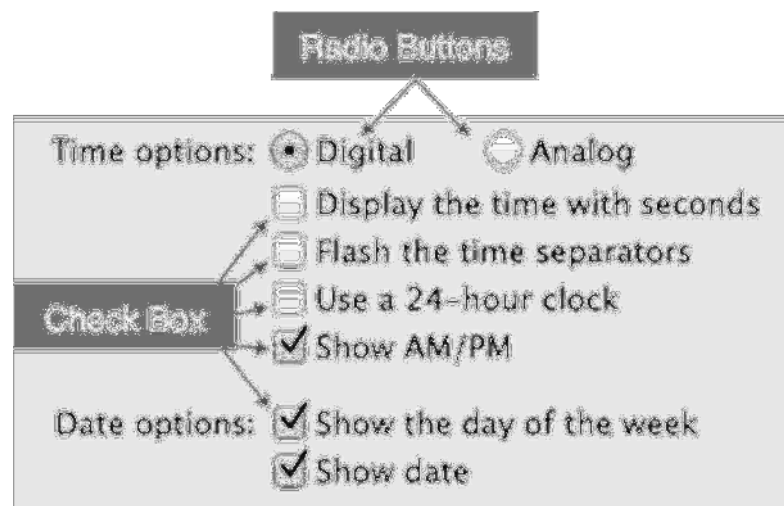 Radio Buttons
Time options: Digital Analog
Display the time with seconds
Flash the time separators
Use a 24-hour clock
Check Box
Show AM/PM
Date options: Show the day of the week
Show date